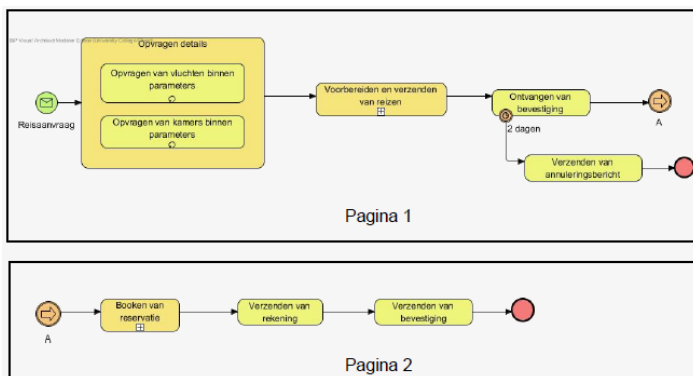 Opvragen details
Opvragen van vluchten binnen
parameters
Opvragen van kamers binnen
parameters
Reisaanvraag
Voorbereiden en verzenden
van reizen
Ontvangen van
bevestiging
2 dagen
A
Verzenden van
annuleringsbericht
Pagina 1
A
Booken van
reservatie
Verzenden van
rekening
Verzenden van
bevestiging
Pagina 2